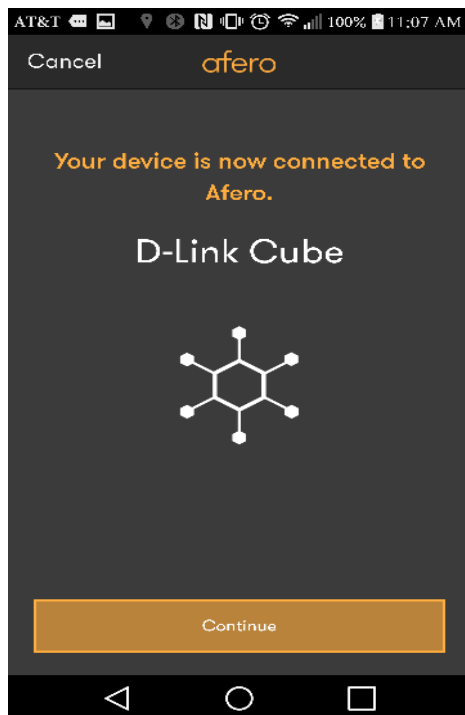 AT&T 100% 11:07 AM
Cancel afero
Your device is now connected to
Afero.
D-Link Cube
Continue